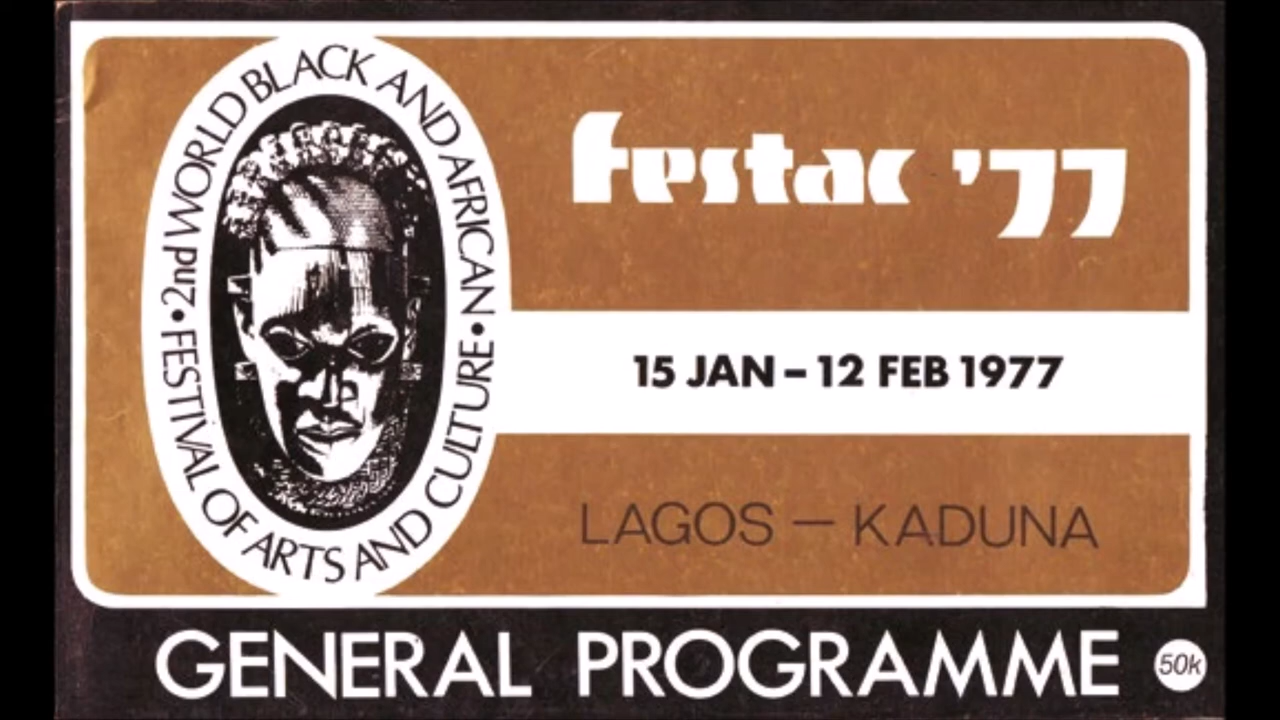 • 2nd WORLD BLACK AND AFRICAN •
FESTIVAL OF ARTS AND CULTURE
festac '77
15 JAN – 12 FEB 1977
LAGOS — KADUNA
GENERAL PROGRAMME
50k